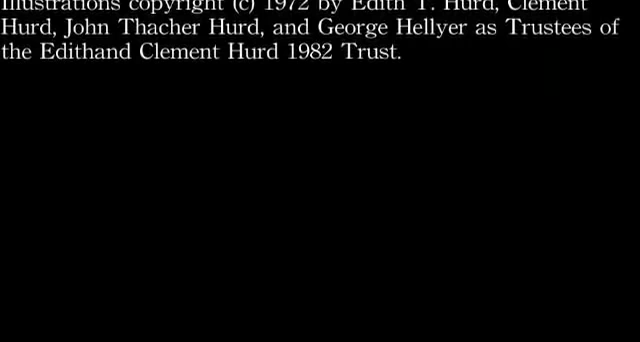 Illustrations copyright (c) 1972 by Edith T. Hurd, Clement
Hurd, John Thacher Hurd, and George Hellyer as Trustees of
the Edithand Clement Hurd 1982 Trust.